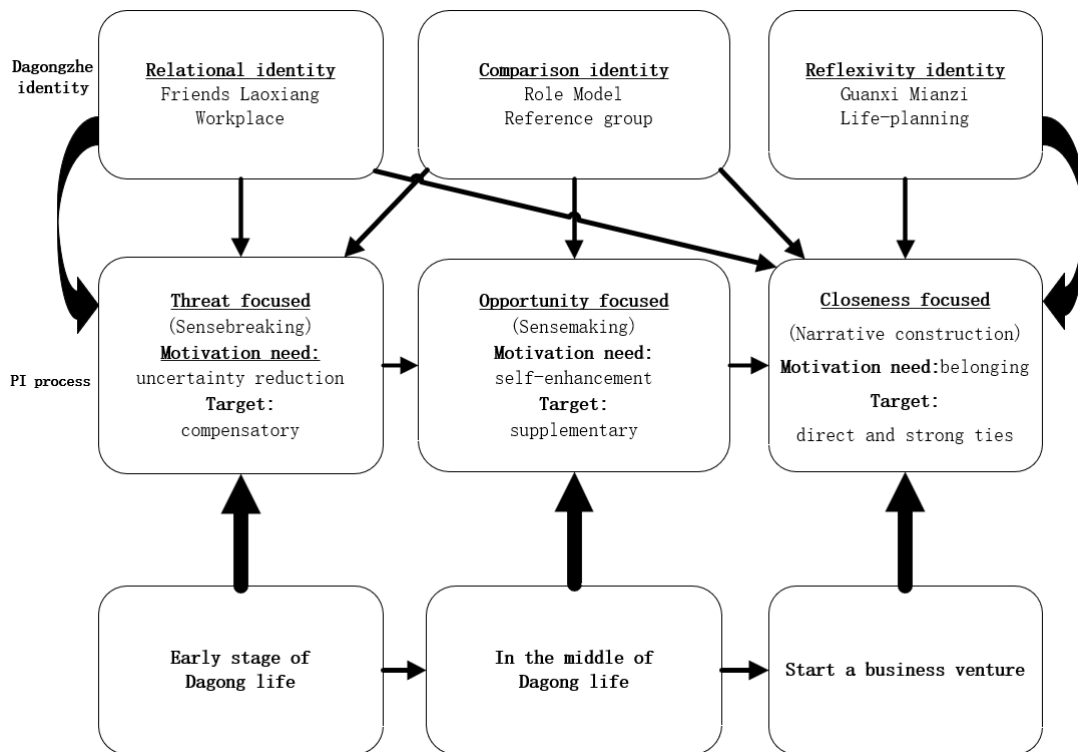 Dagongzhe
identity
Relational identity
Friends Laoxiang
Workplace
Comparison identity
Role Model
Reference group
Reflexivity identity
Guanxi Mianzi
Life-planning
PI process
Threat focused
(Sensebreaking)
Motivation need:
uncertainty reduction
Target:
compensatory
Opportunity focused
(Sensemaking)
Motivation need:
self-enhancement
Target:
supplementary
Closeness focused
(Narrative construction)
Motivation need:belonging
Target:
direct and strong ties
Early stage of
Dagong life
In the middle of
Dagong life
Start a business venture